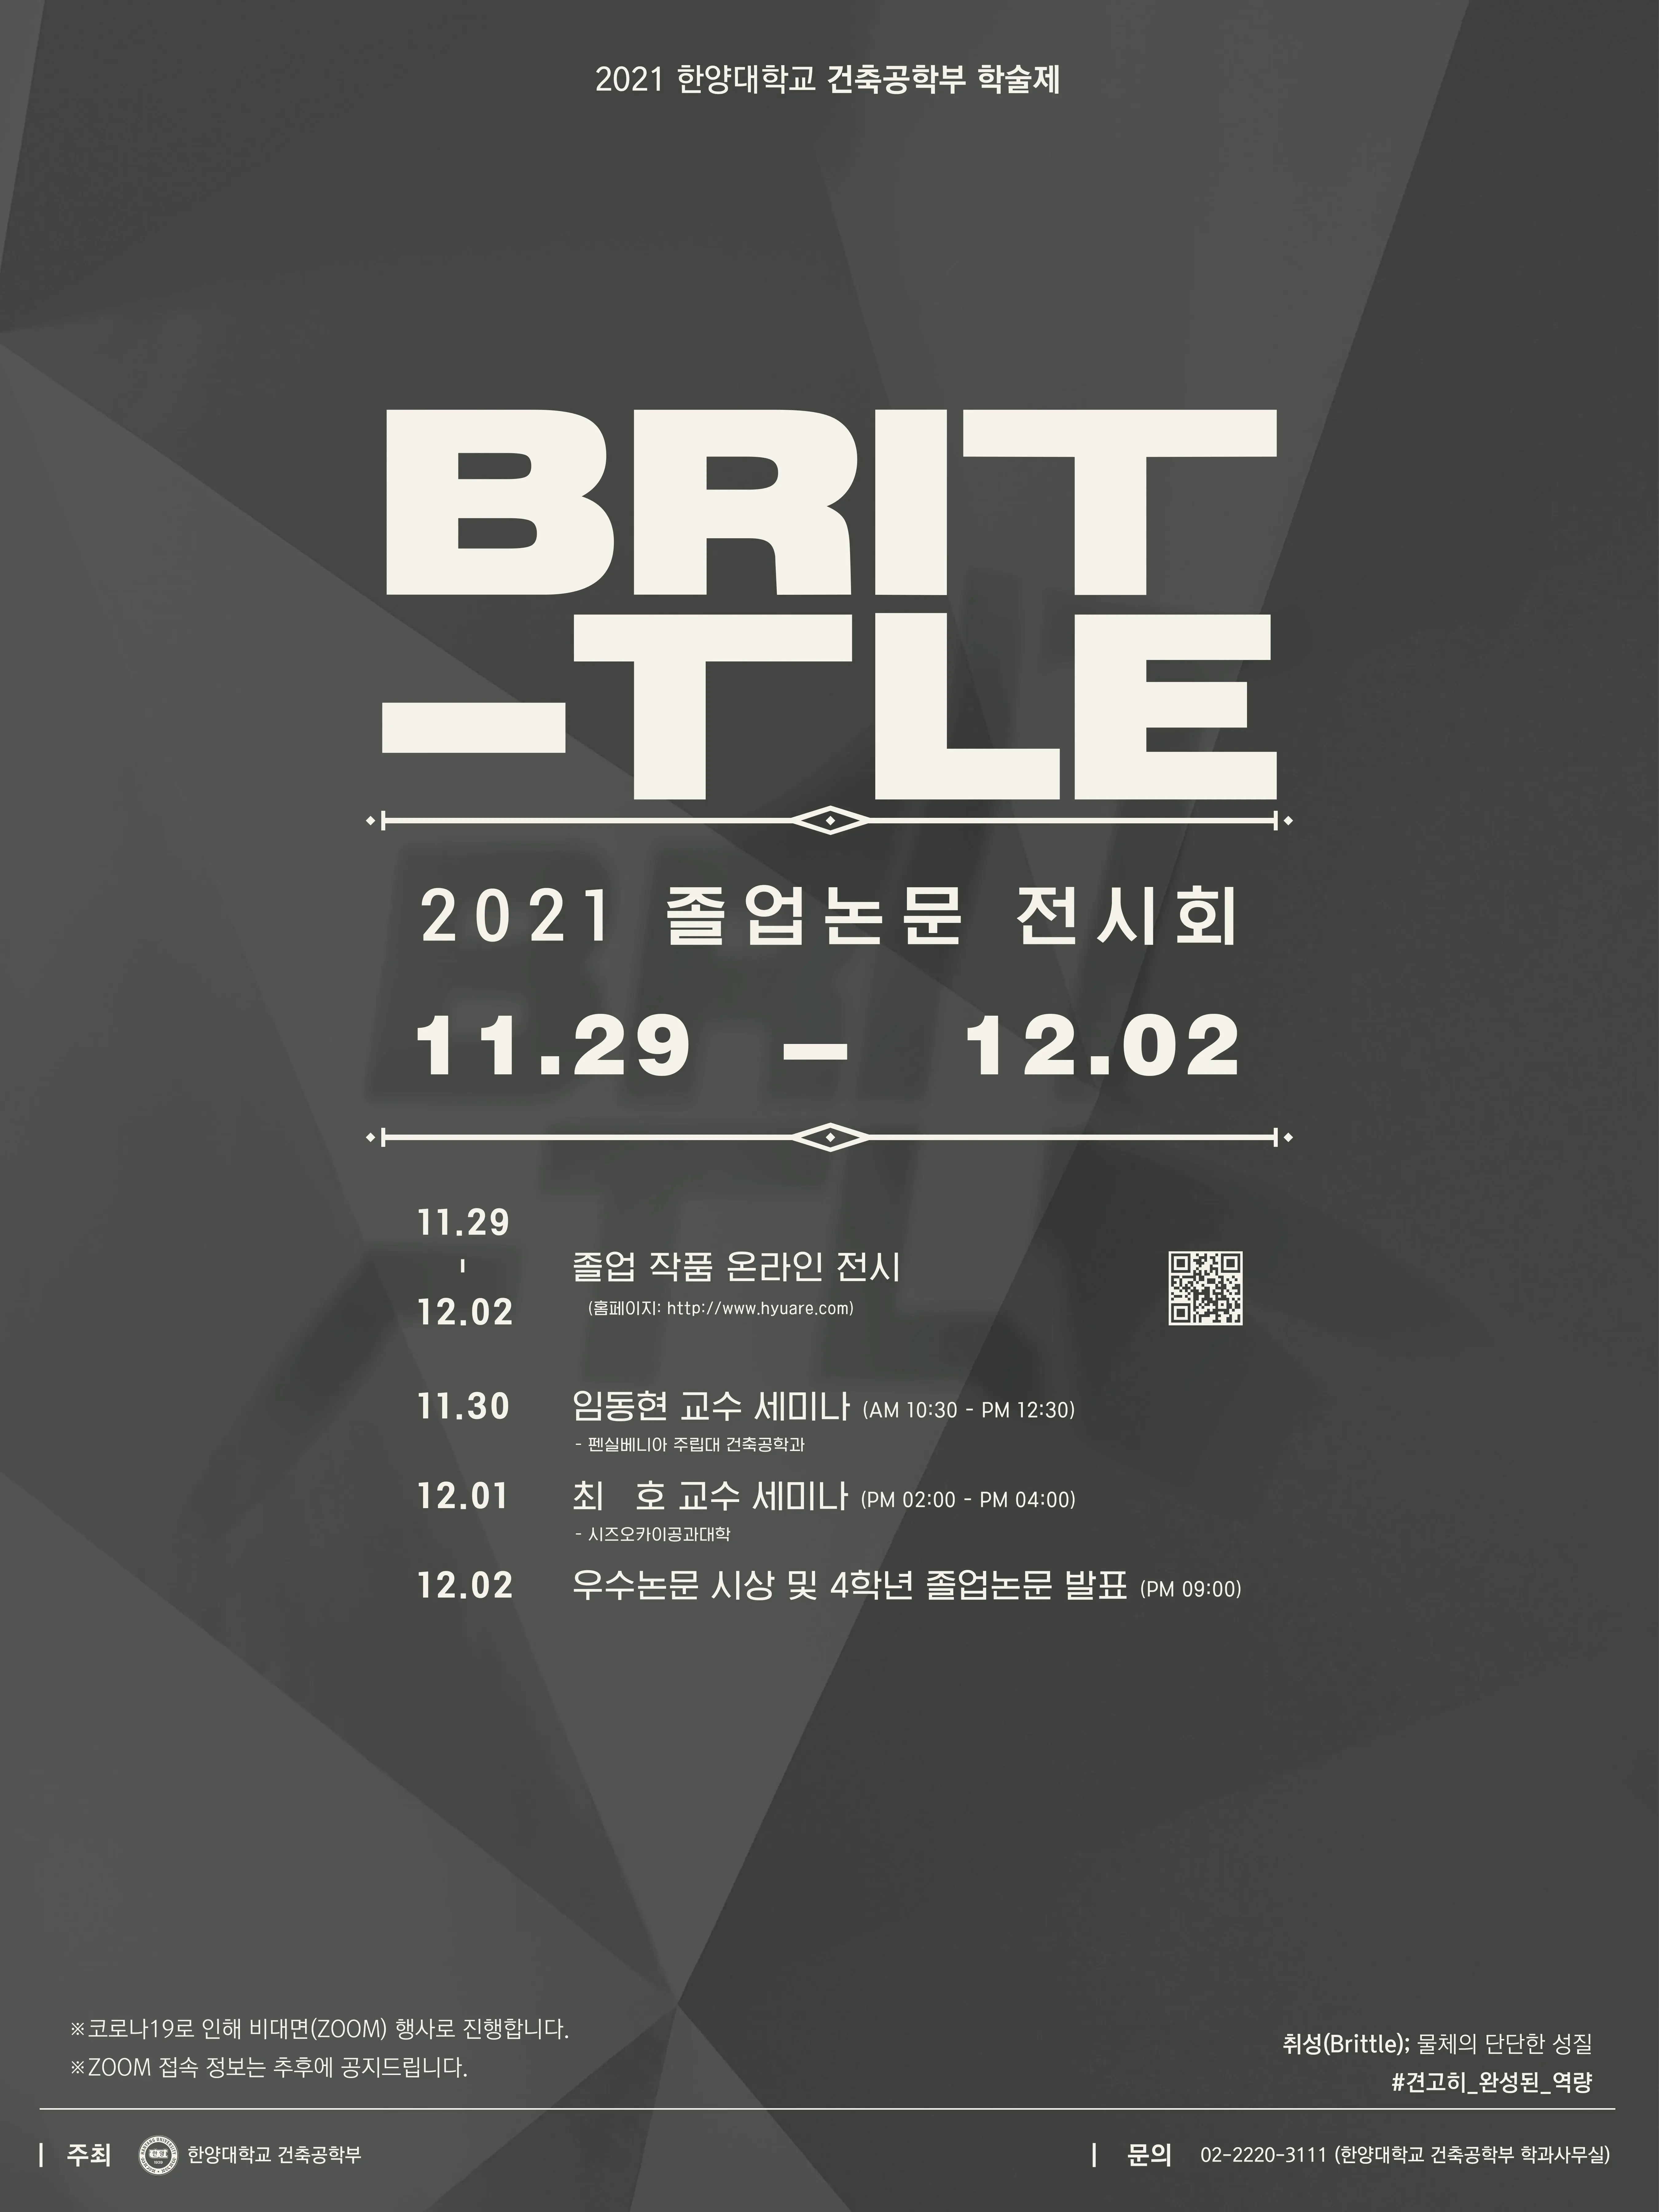 2021 한양대학교 건축공학부 학술제
BRIT
–TLE
2021 졸업논문 전시회
11.29 – 12.02
11.29
-
12.02
졸업 작품 온라인 전시
(홈페이지: http://www.hyuare.com)
11.30 임동현 교수 세미나 (AM 10:30 - PM 12:30)
- 펜실베니아 주립대 건축공학과
12.01 최 호 교수 세미나 (PM 02:00 - PM 04:00)
- 시즈오카이공과대학
12.02 우수논문 시상 및 4학년 졸업논문 발표 (PM 09:00)
※코로나19로 인해 비대면(ZOOM) 행사로 진행합니다.
※ZOOM 접속 정보는 추후에 공지드립니다.
취성(Brittle); 물체의 단단한 성질
#견고히_완성된_역량
| 주최 한양대학교 건축공학부
| 문의 02-2220-3111 (한양대학교 건축공학부 학과사무실)